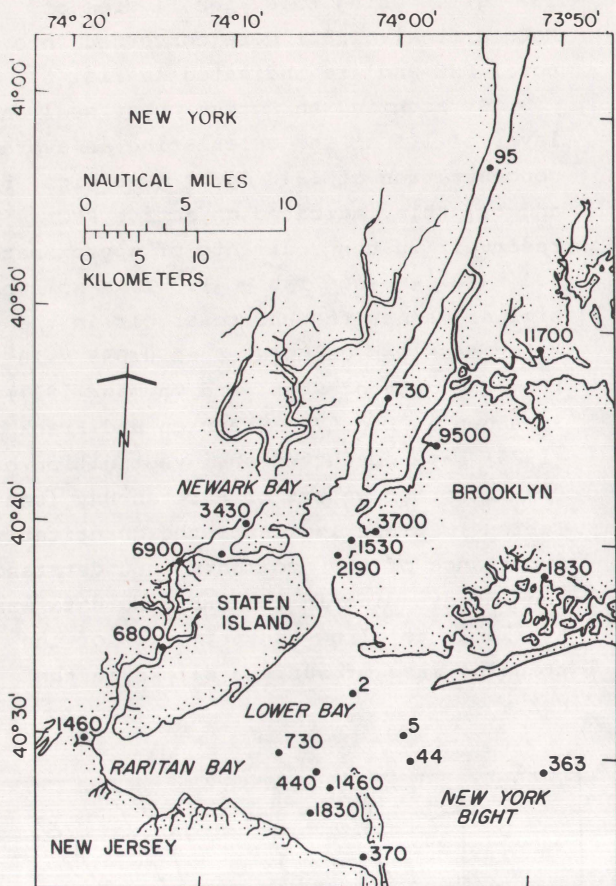 74° 20'
74° 10'
74° 00'
73° 50'
41° 00'
NEW YORK
95
NAUTICAL MILES
0 5 10
0 5 10
KILOMETERS
40° 50'
11700
730
N
9500
NEWARK BAY
BROOKLYN
40° 40'
3430
3700
6900
1530
2190
1830
STATEN
ISLAND
6800
2
LOWER BAY
40° 30'
1460
5
730
44
RARITAN BAY
440
1460
363
1830
NEW YORK
BIGHT
NEW JERSEY
370